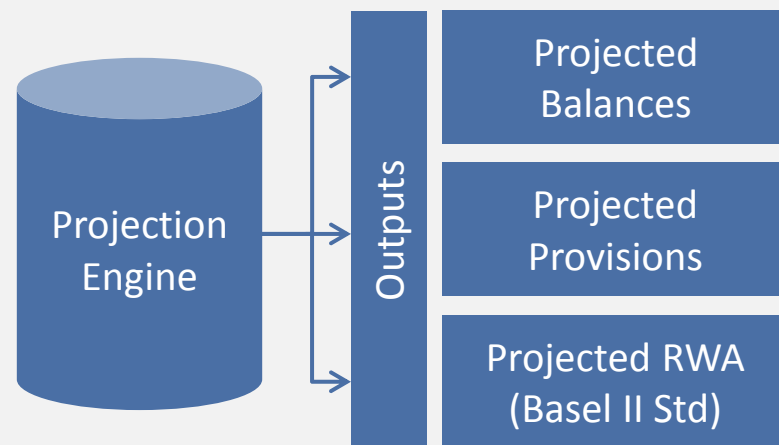 Projection
Engine
Outputs
Projected
Balances
Projected
Provisions
Projected RWA
(Basel II Std)